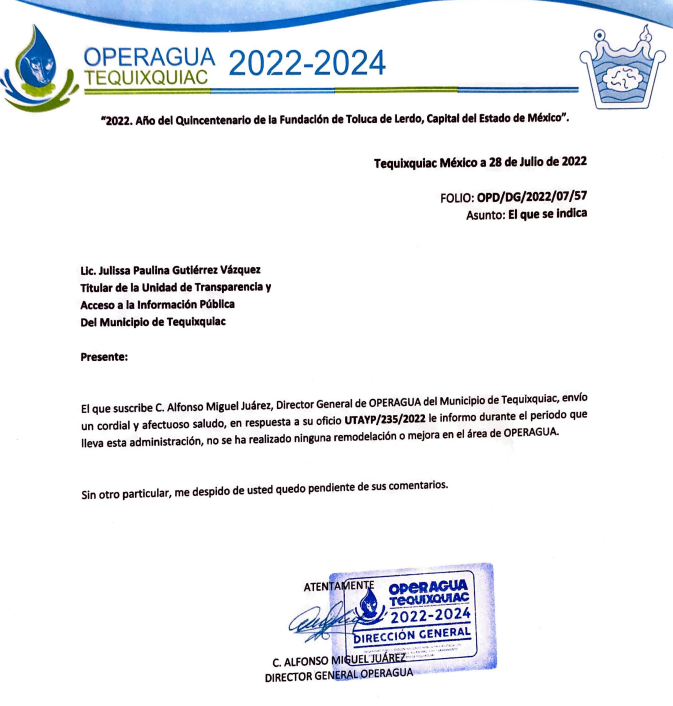 OPERAGUA
TEQUIXQUIAC
2022-2024
"2022. Año del Quincentenario de la Fundación de Toluca de Lerdo, Capital del Estado de México".
Tequixquiac México a 28 de Julio de 2022
FOLIO: OPD/DG/2022/07/57
Asunto: El que se indica
Lic. Julissa Paulina Gutiérrez Vázquez
Titular de la Unidad de Transparencia y
Acceso a la Información Pública
Del Municipio de Tequixquiac
Presente:
El que suscribe C. Alfonso Miguel Juárez, Director General de OPERAGUA del Municipio de Tequixquiac, envío
un cordial y afectuoso saludo, en respuesta a su oficio UTAYP/235/2022 le informo durante el periodo que
lleva esta administración, no se ha realizado ninguna remodelación o mejora en el área de OPERAGUA.
Sin otro particular, me despido de usted quedo pendiente de sus comentarios.
ATENTAMENTE
OPERAGUA
TEQUIXQUIAC
2022-2024
DIRECCIÓN GENERAL
C. ALFONSO MIGUEL JUÁREZ
DIRECTOR GENERAL OPERAGUA